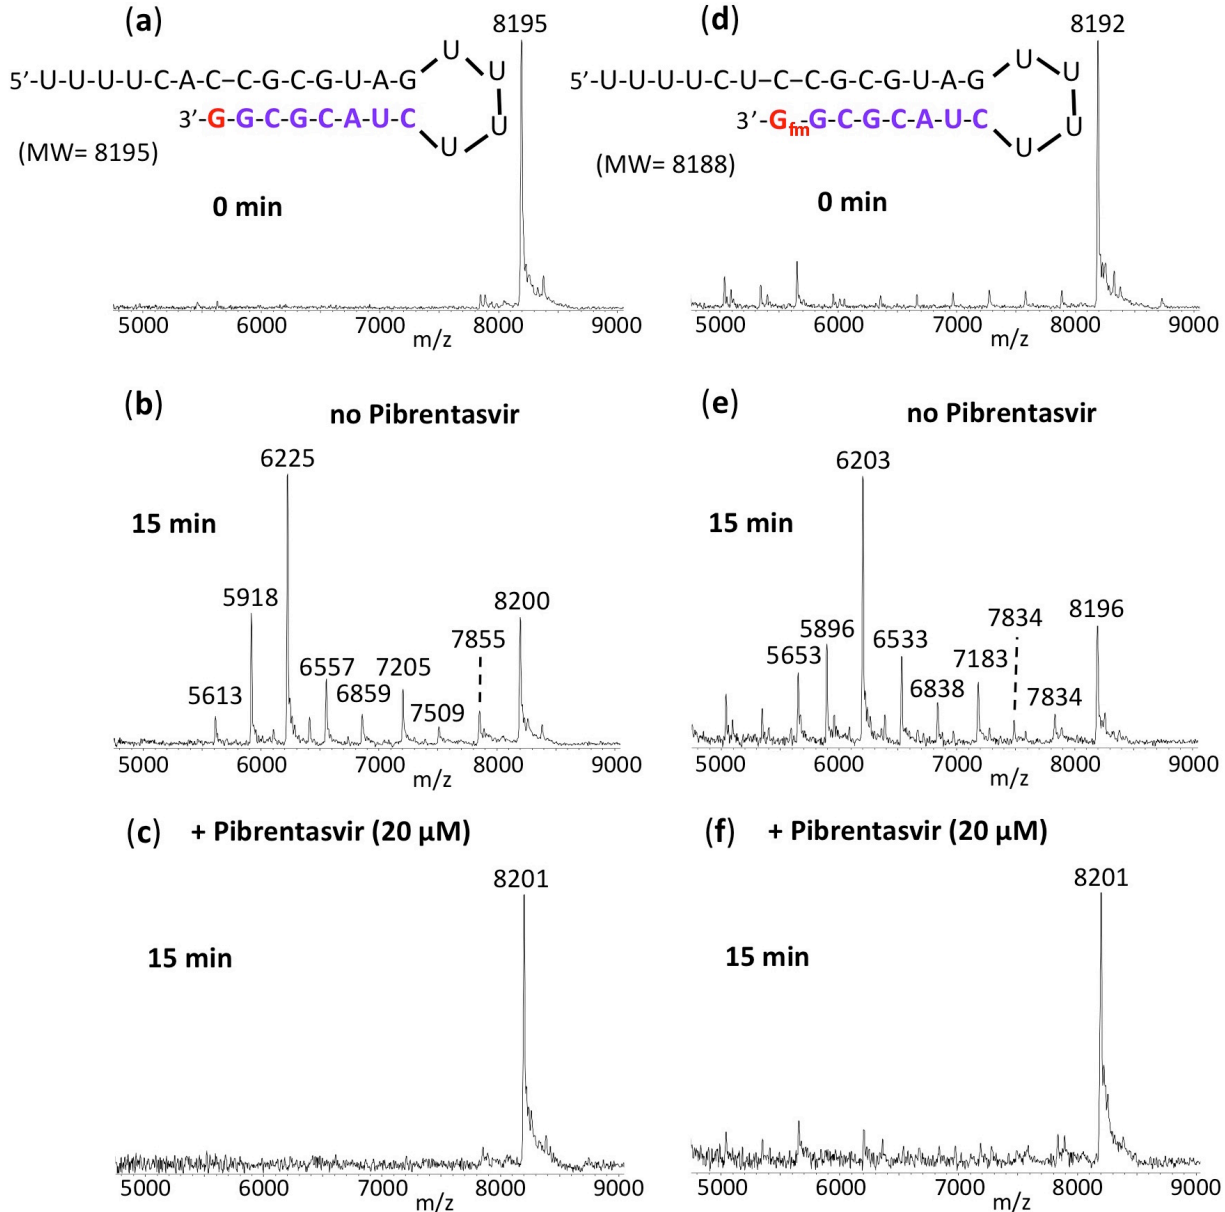 (a)
8195
5'-U-U-U-U-C-A-C-C-G-C-G-U-A-G
U
U
U
U
3'-G-G-C-G-C-A-U-C
(MW= 8195)
0 min
5000 6000 7000 8000 9000
m/z
(d)
8192
5'-U-U-U-U-C-U-C-C-G-C-G-U-A-G
U
U
U
U
3'-Gfm-G-C-G-C-A-U-C
(MW= 8188)
0 min
5000 6000 7000 8000 9000
m/z
(b)
no Pibrentasvir
6225
15 min
5918
8200
7855
6557 7205
5613
6859
7509
5000 6000 7000 8000 9000
m/z
(e)
no Pibrentasvir
6203
15 min
7834
8196
5896
6533
5653
7183
6838
7834
5000 6000 7000 8000 9000
m/z
(c) + Pibrentasvir (20 µM)
8201
15 min
5000 6000 7000 8000 9000
m/z
(f) + Pibrentasvir (20 µM)
8201
15 min
5000 6000 7000 8000 9000
m/z